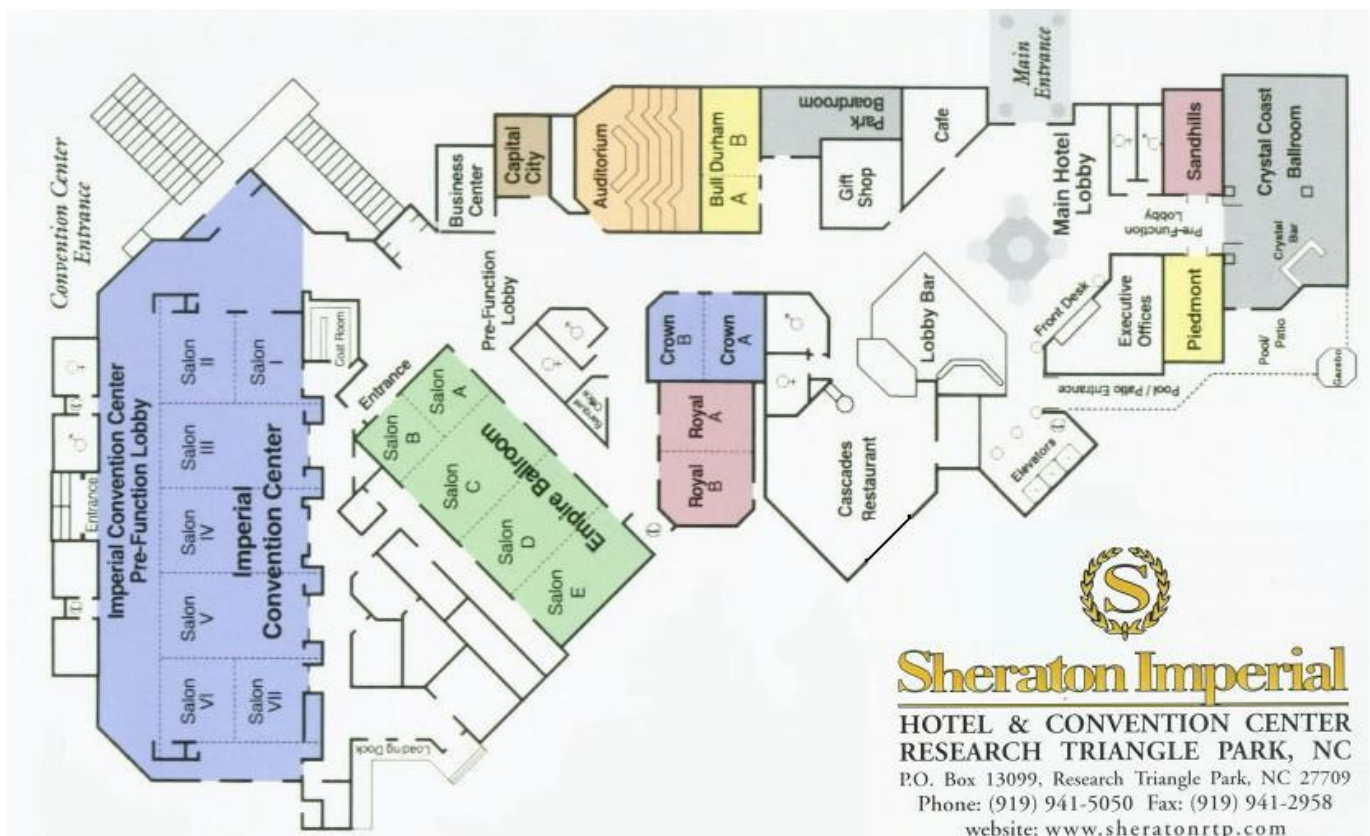 Convention Center
Entrance
Imperial Convention Center
Pre-Function Lobby
Entrance
Salon
II
Salon
I
Salon
III
Salon
IV
Salon
V
Salon
VI
Salon
VII
Imperial
Convention Center
Coat Room
Entrance
Loading Dock
Salon
B
Salon
A
Salon
C
Salon
D
Salon
E
Empire Ballroom
Business
Center
Capital
City
Auditorium
Bull Durham
A B
Park
Boardroom
Gift
Shop
Cafe
Main
Entrance
Pre-Function
Lobby
Banquet
Office
Crown
B
Crown
A
Royal
A
Royal
B
Cascades
Restaurant
Lobby Bar
Main Hotel
Lobby
Front Desk
Executive
Offices
Pool / Patio Entrance
Elevators
Sandhills
Pre-Function
Lobby
Piedmont
Crystal Coast
Ballroom
Crystal
Bar
Pool/
Patio
Gazebo
S
Sheraton Imperial
HOTEL & CONVENTION CENTER
RESEARCH TRIANGLE PARK, NC
P.O. Box 13099, Research Triangle Park, NC 27709
Phone: (919) 941-5050 Fax: (919) 941-2958
website: www.sheratonrtp.com